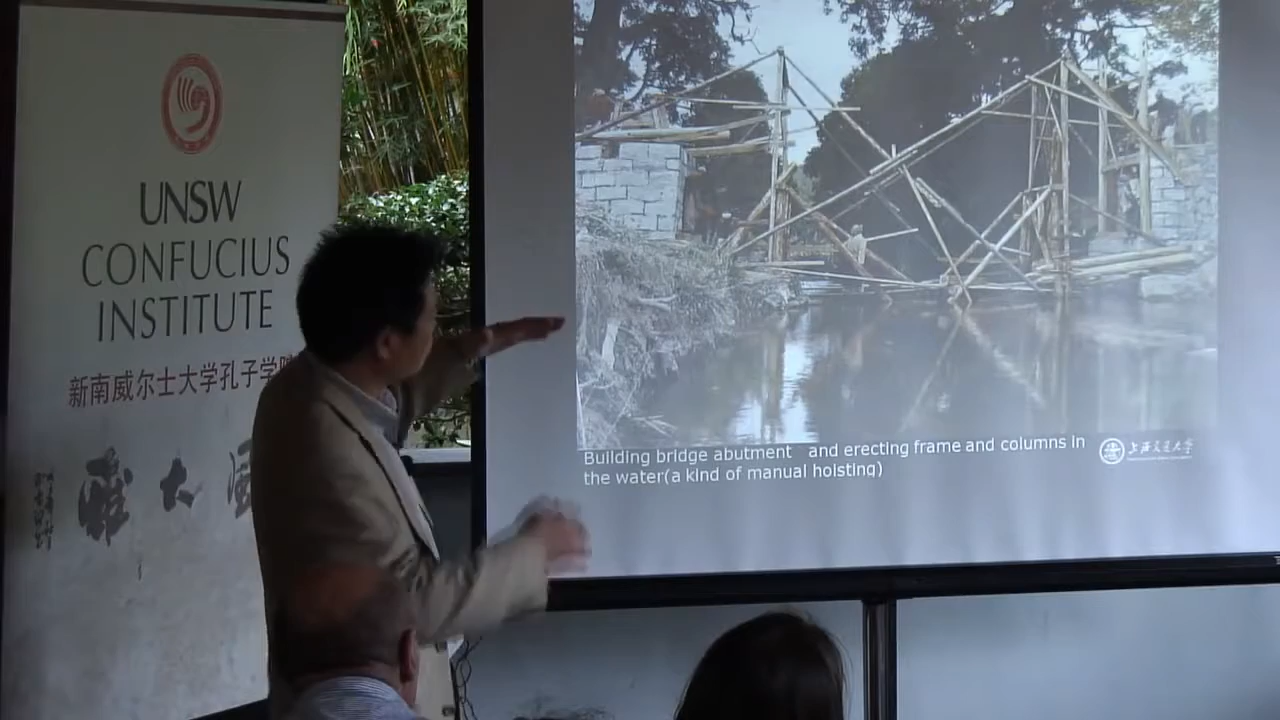 UNSW
CONFUCIUS
INSTITUTE
新南威尔士大学孔子学院
Building bridge abutment and erecting frame and columns in
the water(a kind of manual hoisting)
上海交通大学